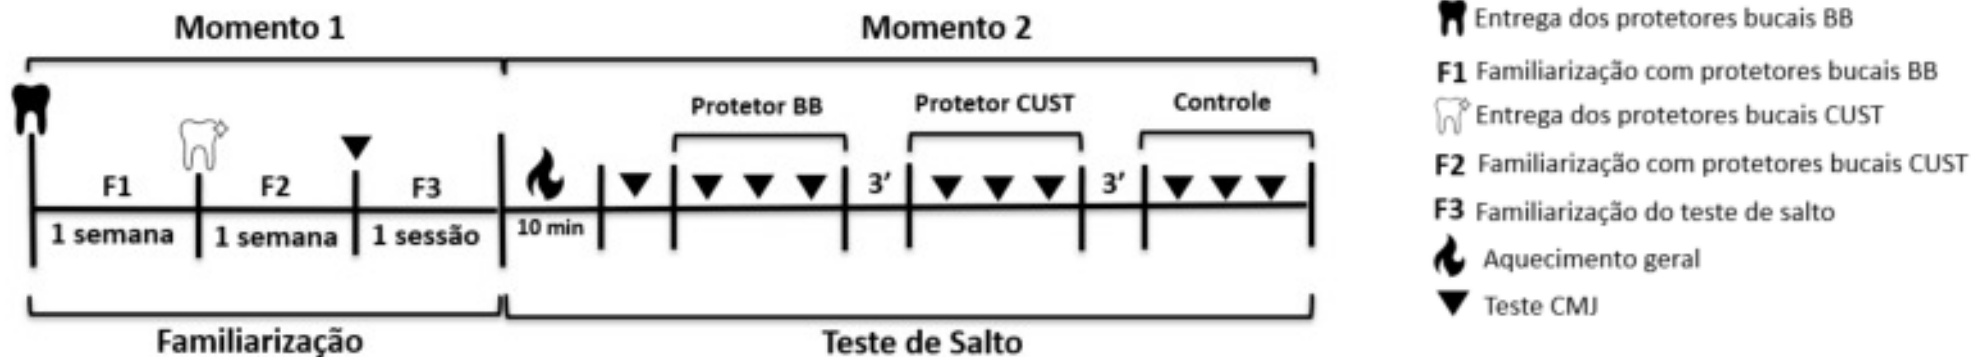 Momento 1
Momento 2
Protetor BB
Protetor CUST
Controle
F1
F2
F3
3’
3’
1 semana
1 semana
1 sessão
10 min
Familiarização
Teste de Salto
Entrega dos protetores bucais BB
F1 Familiarização com protetores bucais BB
Entrega dos protetores bucais CUST
F2 Familiarização com protetores bucais CUST
F3 Familiarização do teste de salto
Aquecimento geral
Teste CMJ